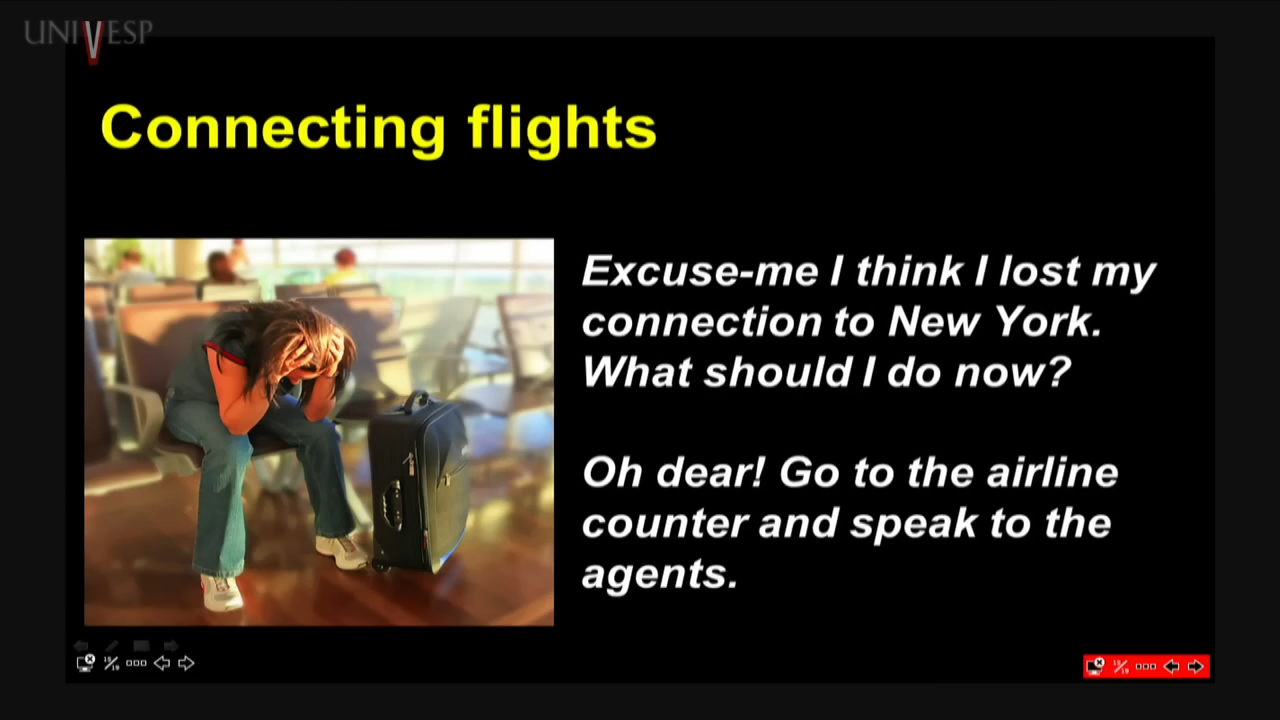 UNIVESP
Connecting flights
Excuse-me I think I lost my
connection to New York.
What should I do now?
Oh dear! Go to the airline
counter and speak to the
agents.